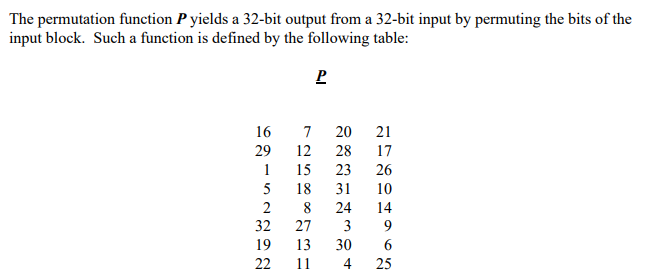 The permutation function P yields a 32-bit output from a 32-bit input by permuting the bits of the
input block. Such a function is defined by the following table:
P
16 7 20 21
29 12 28 17
1 15 23 26
5 18 31 10
2 8 24 14
32 27 3 9
19 13 30 6
22 11 4 25